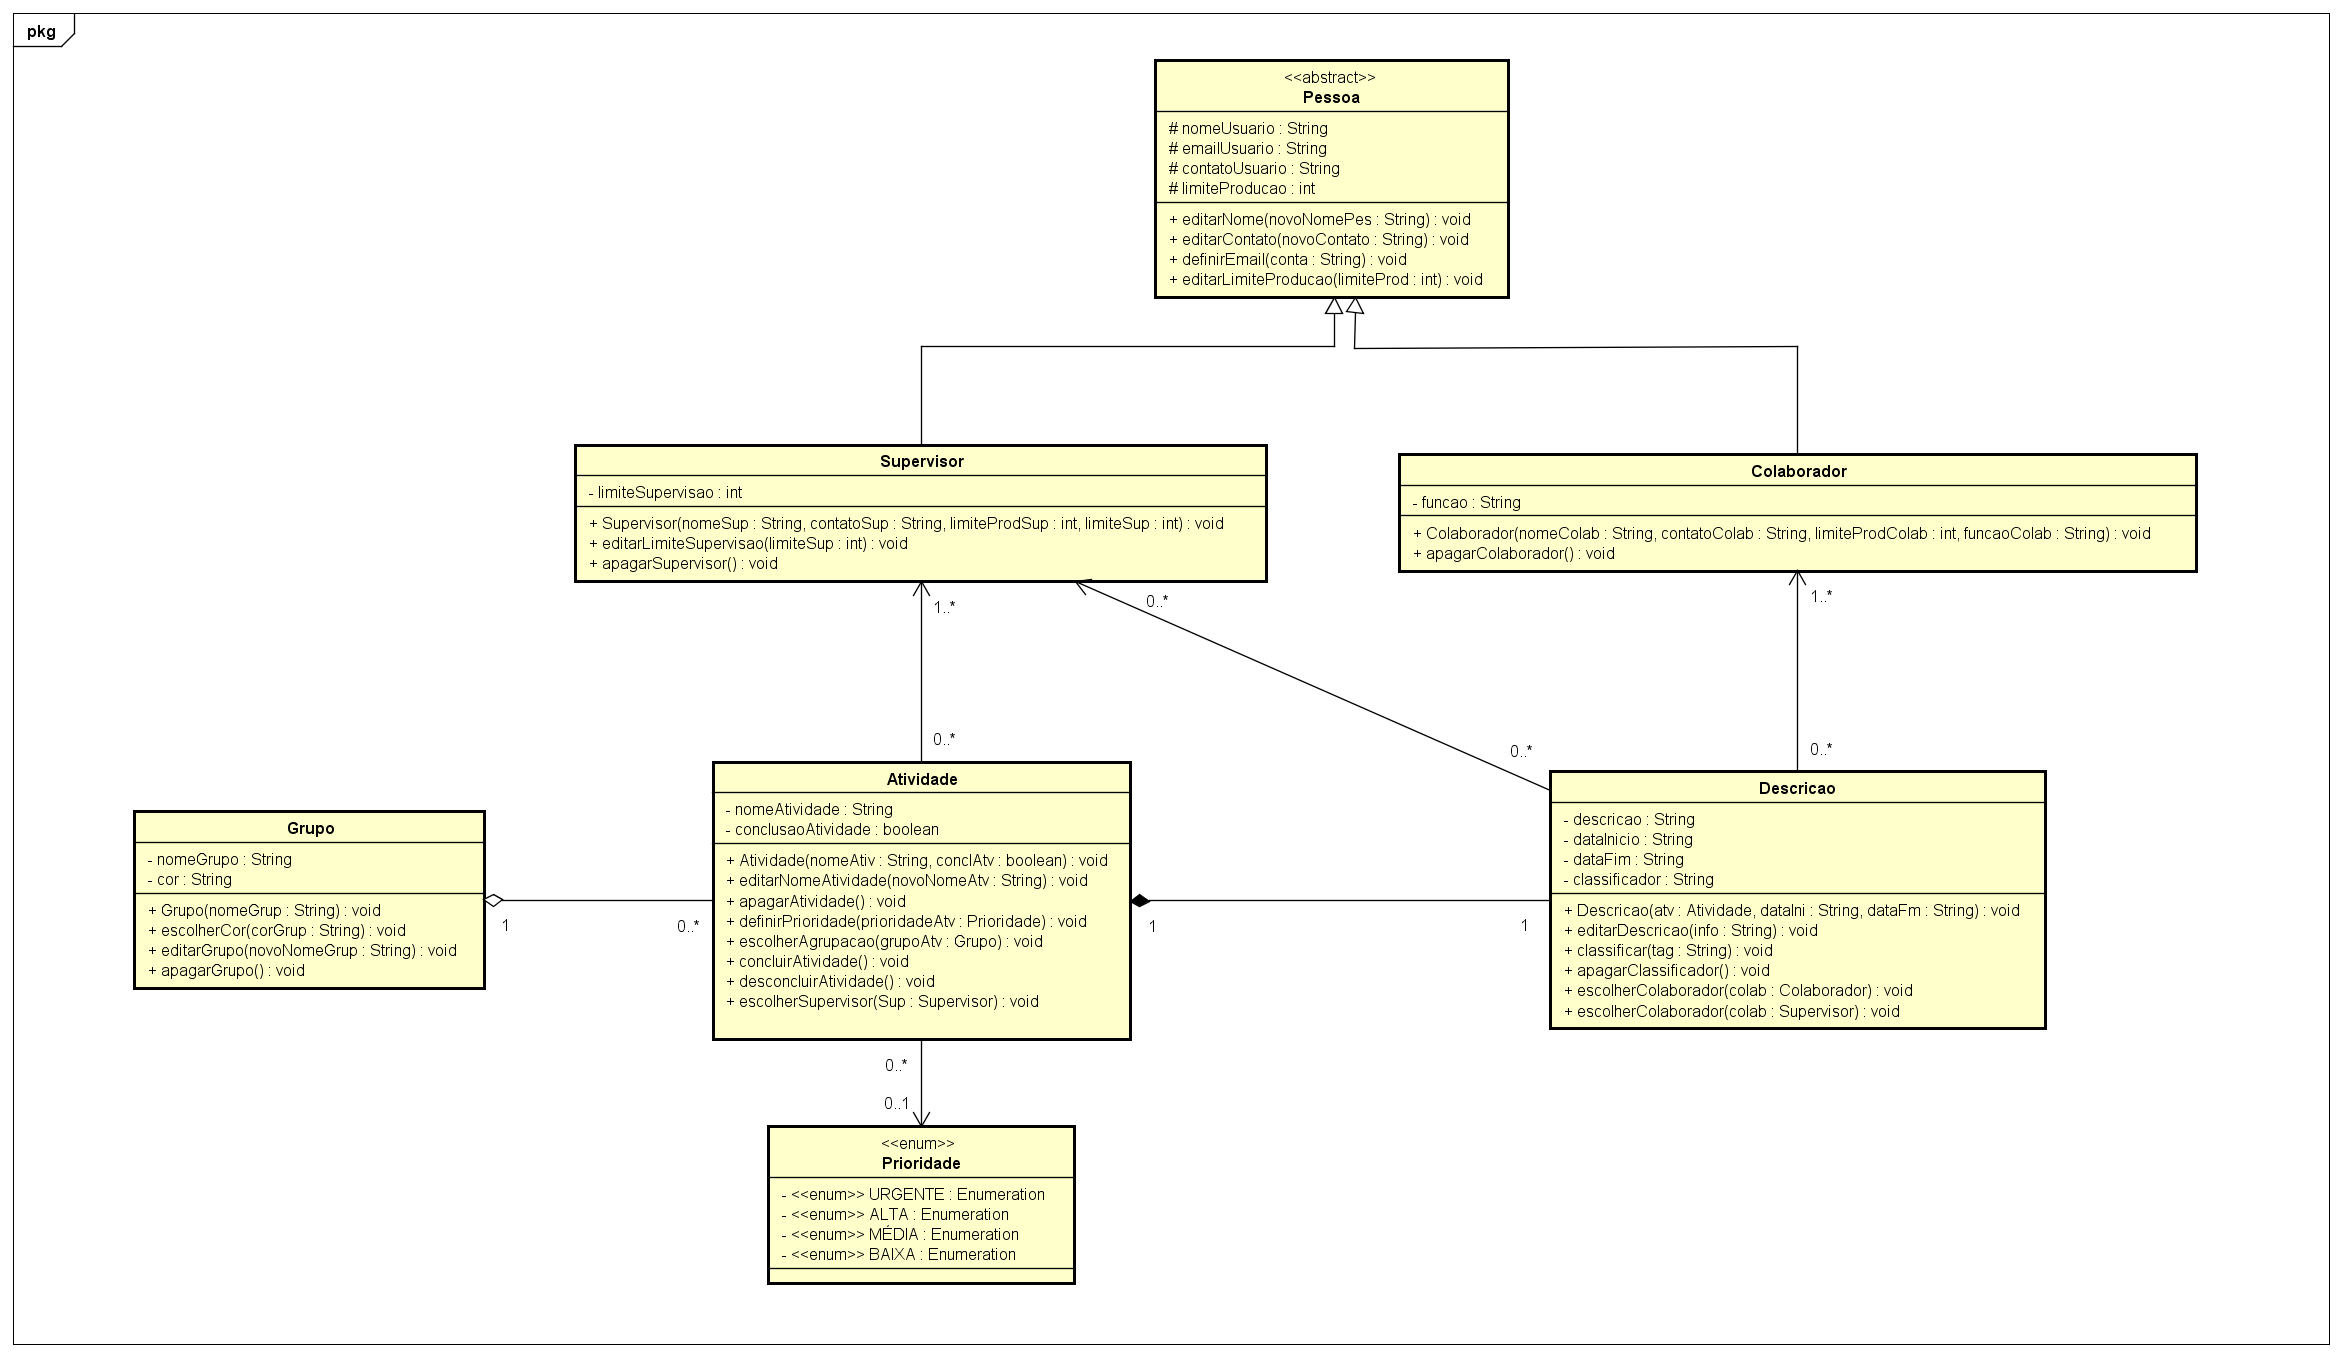 pkg
<<abstract>>
Pessoa
# nomeUsuario : String
# emailUsuario : String
# contatoUsuario : String
# limiteProducao : int
+ editarNome(novoNomePes : String) : void
+ editarContato(novoContato : String) : void
+ definirEmail(conta : String) : void
+ editarLimiteProducao(limiteProd : int) : void
Supervisor
- limiteSupervisao : int
+ Supervisor(nomeSup : String, contatoSup : String, limiteProdSup : int, limiteSup : int) : void
+ editarLimiteSupervisao(limiteSup : int) : void
+ apagarSupervisor() : void
Colaborador
- funcao : String
+ Colaborador(nomeColab : String, contatoColab : String, limiteProdColab : int, funcaoColab : String) : void
+ apagarColaborador() : void
1..*
0..*
1..*
0..*
0..*
0..*
Grupo
- nomeGrupo : String
- cor : String
+ Grupo(nomeGrup : String) : void
+ escolherCor(corGrup : String) : void
+ editarGrupo(novoNomeGrup : String) : void
+ apagarGrupo() : void
1
0..*
Atividade
- nomeAtividade : String
- conclusaoAtividade : boolean
+ Atividade(nomeAtiv : String, conclAtv : boolean) : void
+ editarNomeAtividade(novoNomeAtv : String) : void
+ apagarAtividade() : void
+ definirPrioridade(prioridadeAtv : Prioridade) : void
+ escolherAgrupacao(grupoAtv : Grupo) : void
+ concluirAtividade() : void
+ desconcluirAtividade() : void
+ escolherSupervisor(Sup : Supervisor) : void
1
1
Descricao
- descricao : String
- dataInicio : String
- dataFim : String
- classificador : String
+ Descricao(atv : Atividade, dataIni : String, dataFm : String) : void
+ editarDescricao(info : String) : void
+ classificar(tag : String) : void
+ apagarClassificador() : void
+ escolherColaborador(colab : Colaborador) : void
+ escolherColaborador(colab : Supervisor) : void
0..*
0..1
<<enum>>
Prioridade
- <<enum>> URGENTE : Enumeration
- <<enum>> ALTA : Enumeration
- <<enum>> MÉDIA : Enumeration
- <<enum>> BAIXA : Enumeration